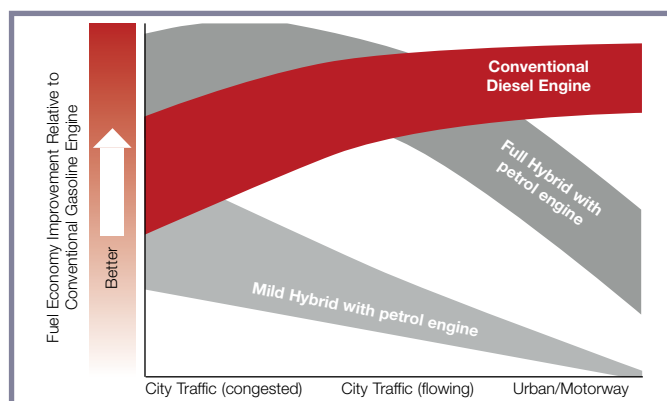 Fuel Economy Improvement Relative to
Conventional Gasoline Engine
Better
Conventional
Diesel Engine
Full Hybrid with
petrol engine
Mild Hybrid with petrol engine
City Traffic (congested)
City Traffic (flowing)
Urban/Motorway